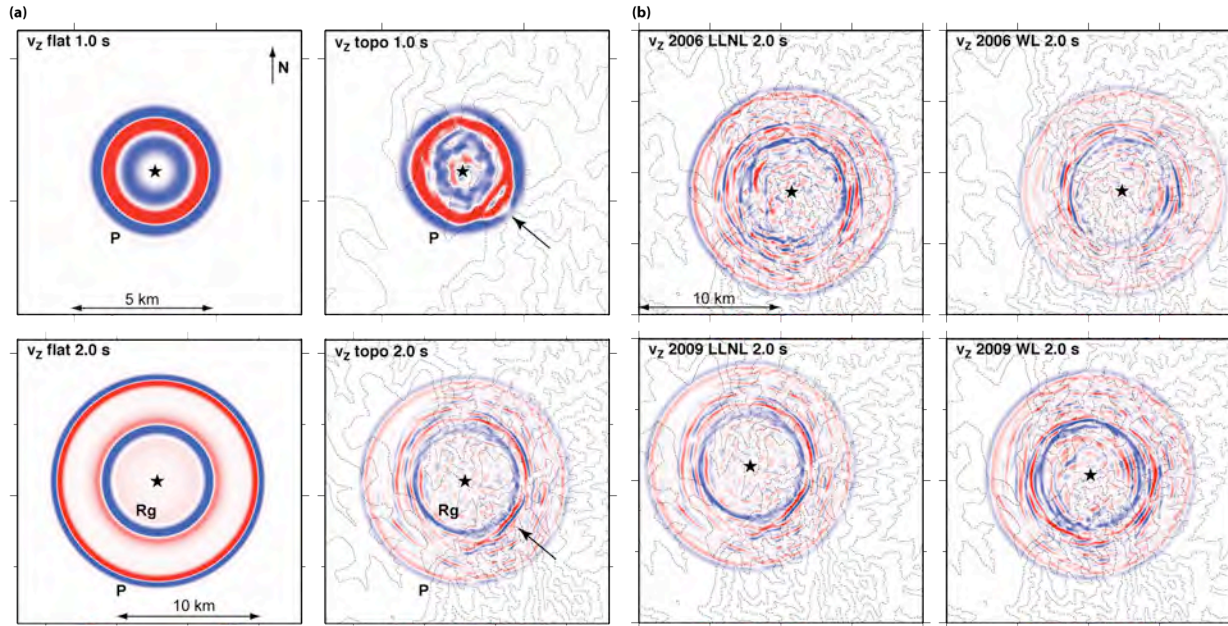 (a)
(b)
vz flat 1.0 s
N
P
5 km
vz topo 1.0 s
P
vz 2006 LLNL 2.0 s
10 km
vz 2006 WL 2.0 s
vz flat 2.0 s
Rg
P
10 km
vz topo 2.0 s
Rg
P
vz 2009 LLNL 2.0 s
vz 2009 WL 2.0 s